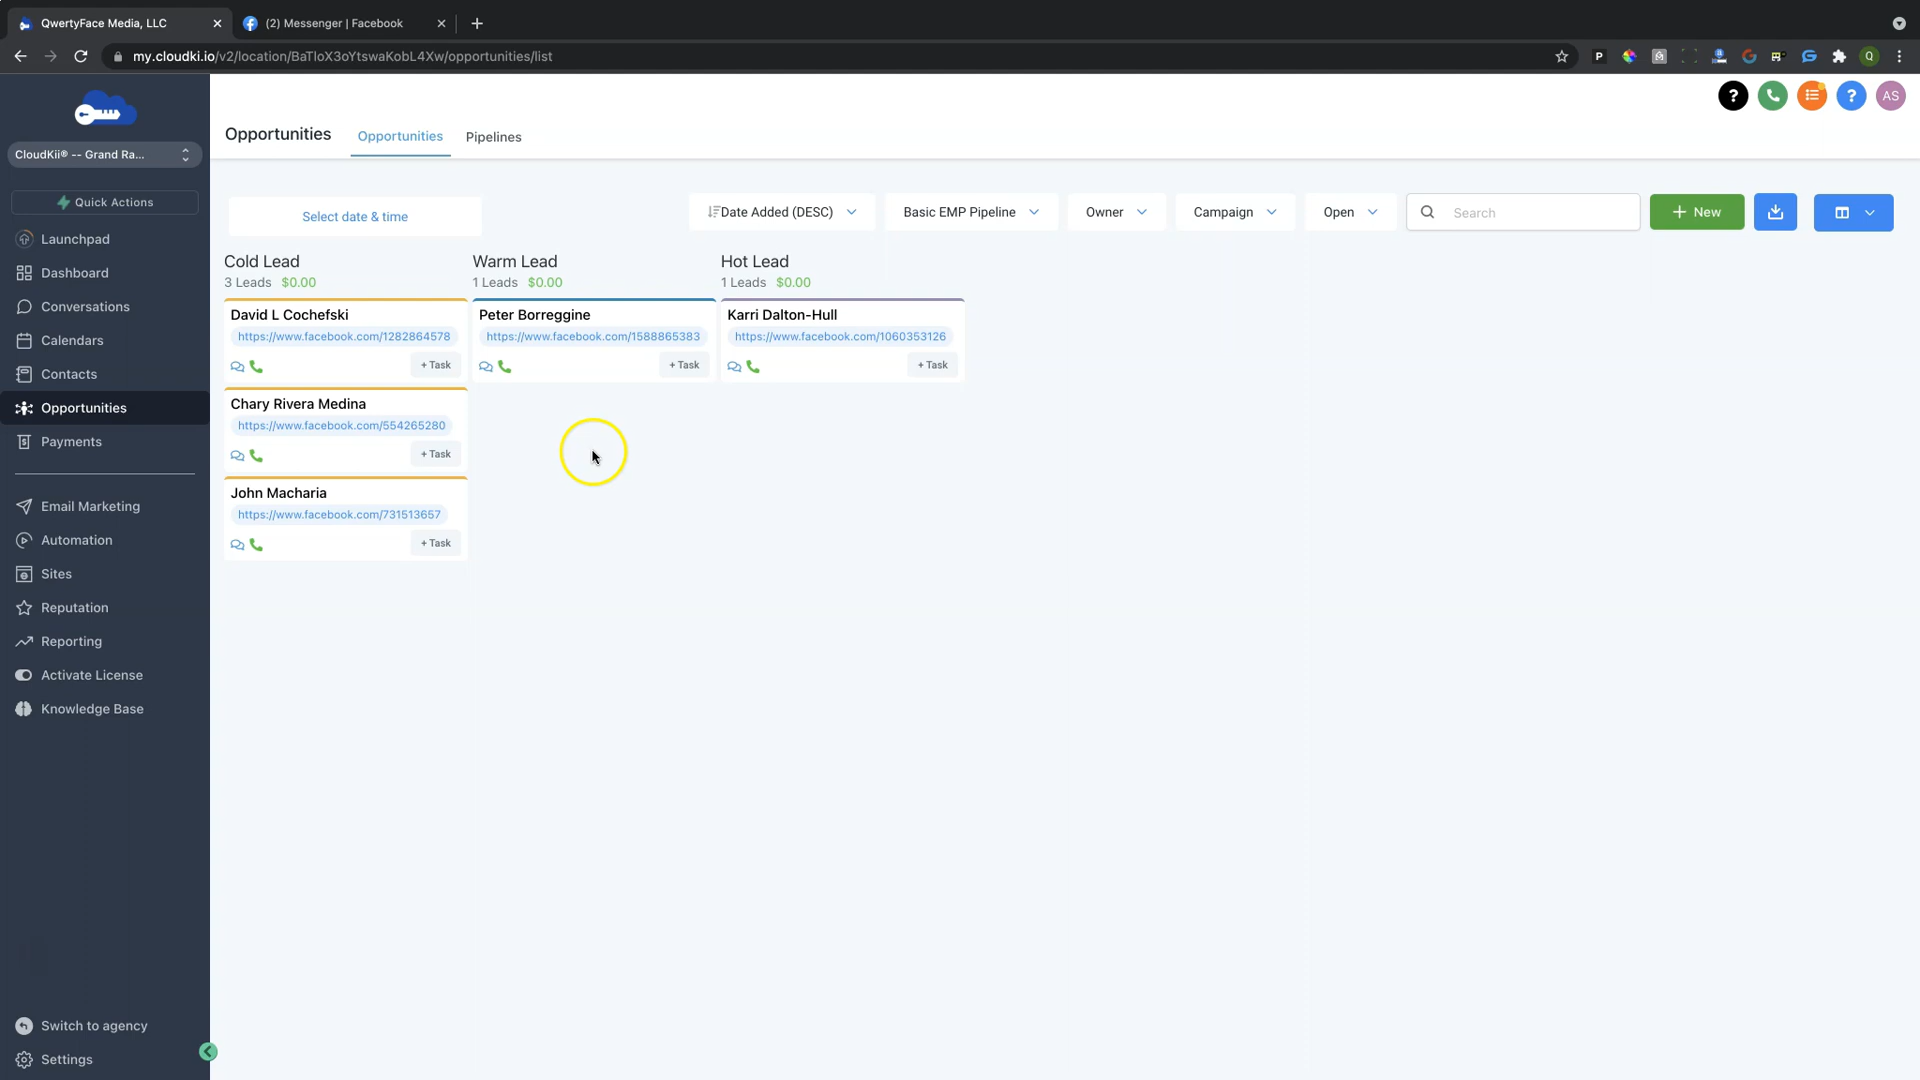 QwertyFace Media, LLC
(2) Messenger | Facebook
my.cloudki.io/v2/location/BaTloX3oYtswaKobL4Xw/opportunities/list
P
Q
CloudKii® -- Grand Ra...
Quick Actions
Launchpad
Dashboard
Conversations
Calendars
Contacts
Opportunities
Payments
Email Marketing
Automation
Sites
Reputation
Reporting
Activate License
Knowledge Base
Switch to agency
Settings
?
?
AS
Opportunities
Opportunities
Pipelines
Select date & time
Date Added (DESC)
Basic EMP Pipeline
Owner
Campaign
Open
Search
+ New
Cold Lead
3 Leads $0.00
David L Cochefski
https://www.facebook.com/1282864578
+ Task
Chary Rivera Medina
https://www.facebook.com/554265280
+ Task
John Macharia
https://www.facebook.com/731513657
+ Task
Warm Lead
1 Leads $0.00
Peter Borreggine
https://www.facebook.com/1588865383
+ Task
Hot Lead
1 Leads $0.00
Karri Dalton-Hull
https://www.facebook.com/1060353126
+ Task